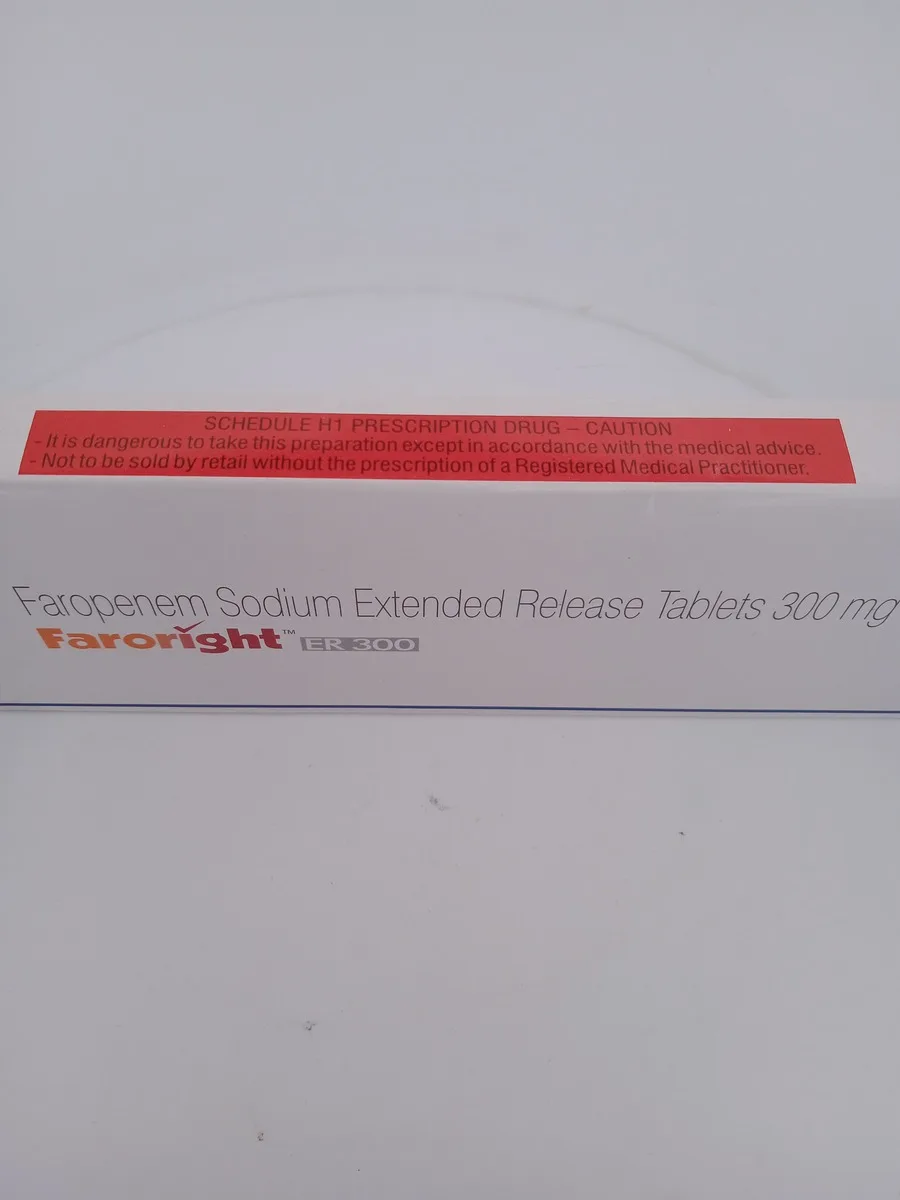 SCHEDULE H1 PRESCRIPTION DRUG – CAUTION
- It is dangerous to take this preparation except in accordance with the medical advice.
- Not to be sold by retail without the prescription of a Registered Medical Practitioner.
Faropenem Sodium Extended Release Tablets 300 mg
Faroright™ ER 300